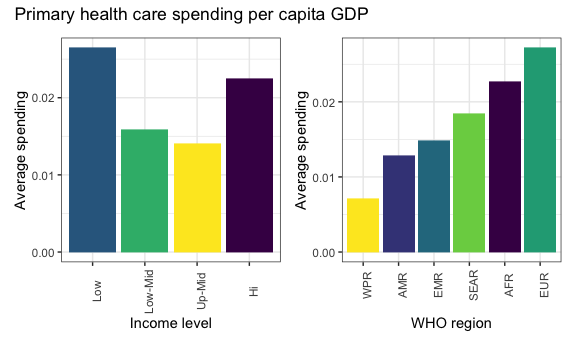 Primary health care spending per capita GDP
Average spending
0.02
0.01
0.00
Low
Low-Mid
Up-Mid
Hi
Income level
Average spending
0.02
0.01
0.00
WPR
AMR
EMR
SEAR
AFR
EUR
WHO region